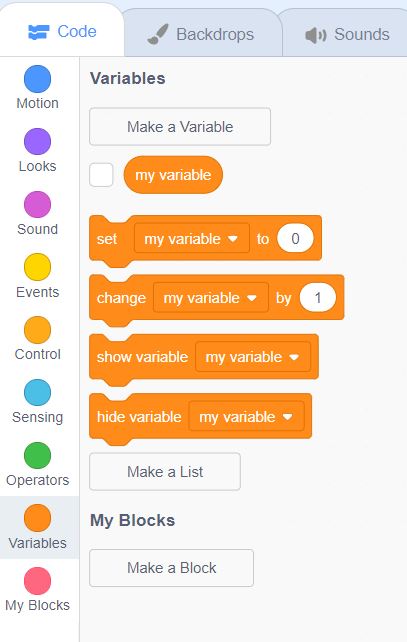 Code
Backdrops
Sounds
Motion
Looks
Sound
Events
Control
Sensing
Operators
Variables
My Blocks
Variables
Make a Variable
my variable
set my variable to 0
change my variable by 1
show variable my variable
hide variable my variable
Make a List
My Blocks
Make a Block